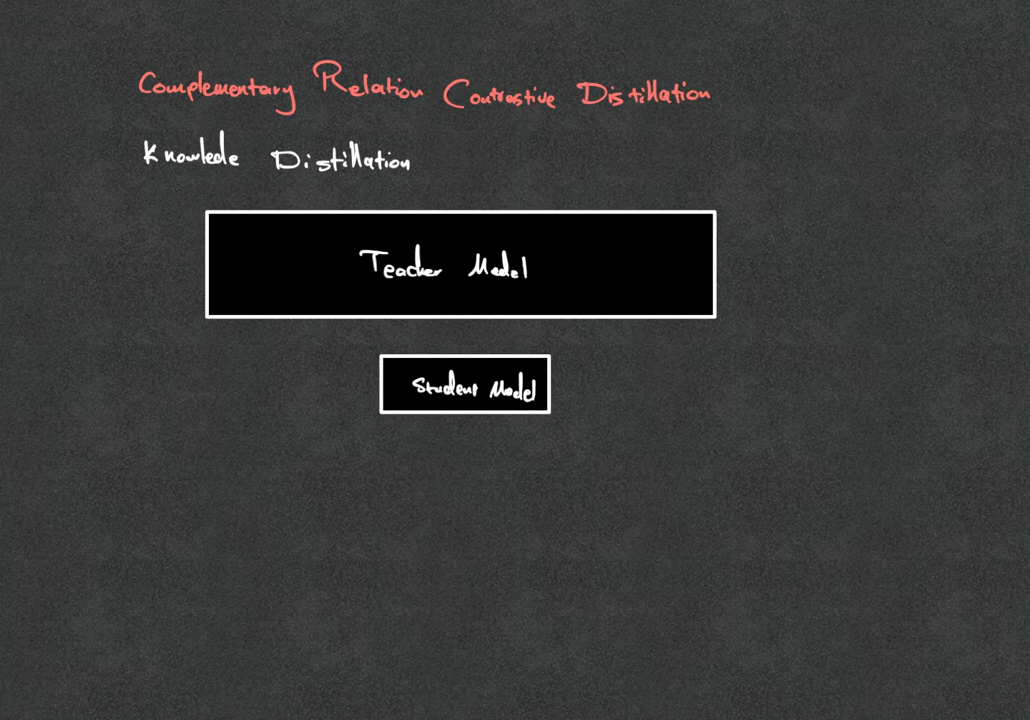 Complementary Relation Contrastive Distillation
Knowlede Distillation
Teacher Model
Student Model